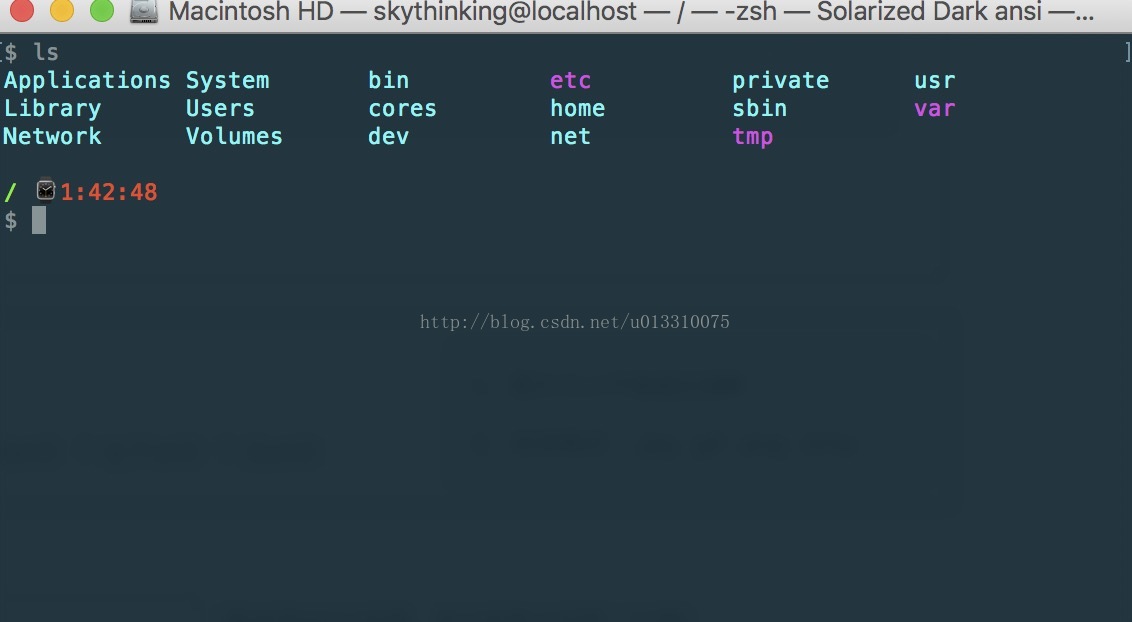 Macintosh HD — skythinking@localhost — / — -zsh — Solarized Dark ansi —...
[$ ls ]
Applications System bin etc private usr
Library Users cores home sbin var
Network Volumes dev net tmp
/ ⌚1:42:48
$
http://blog.csdn.net/u013310075